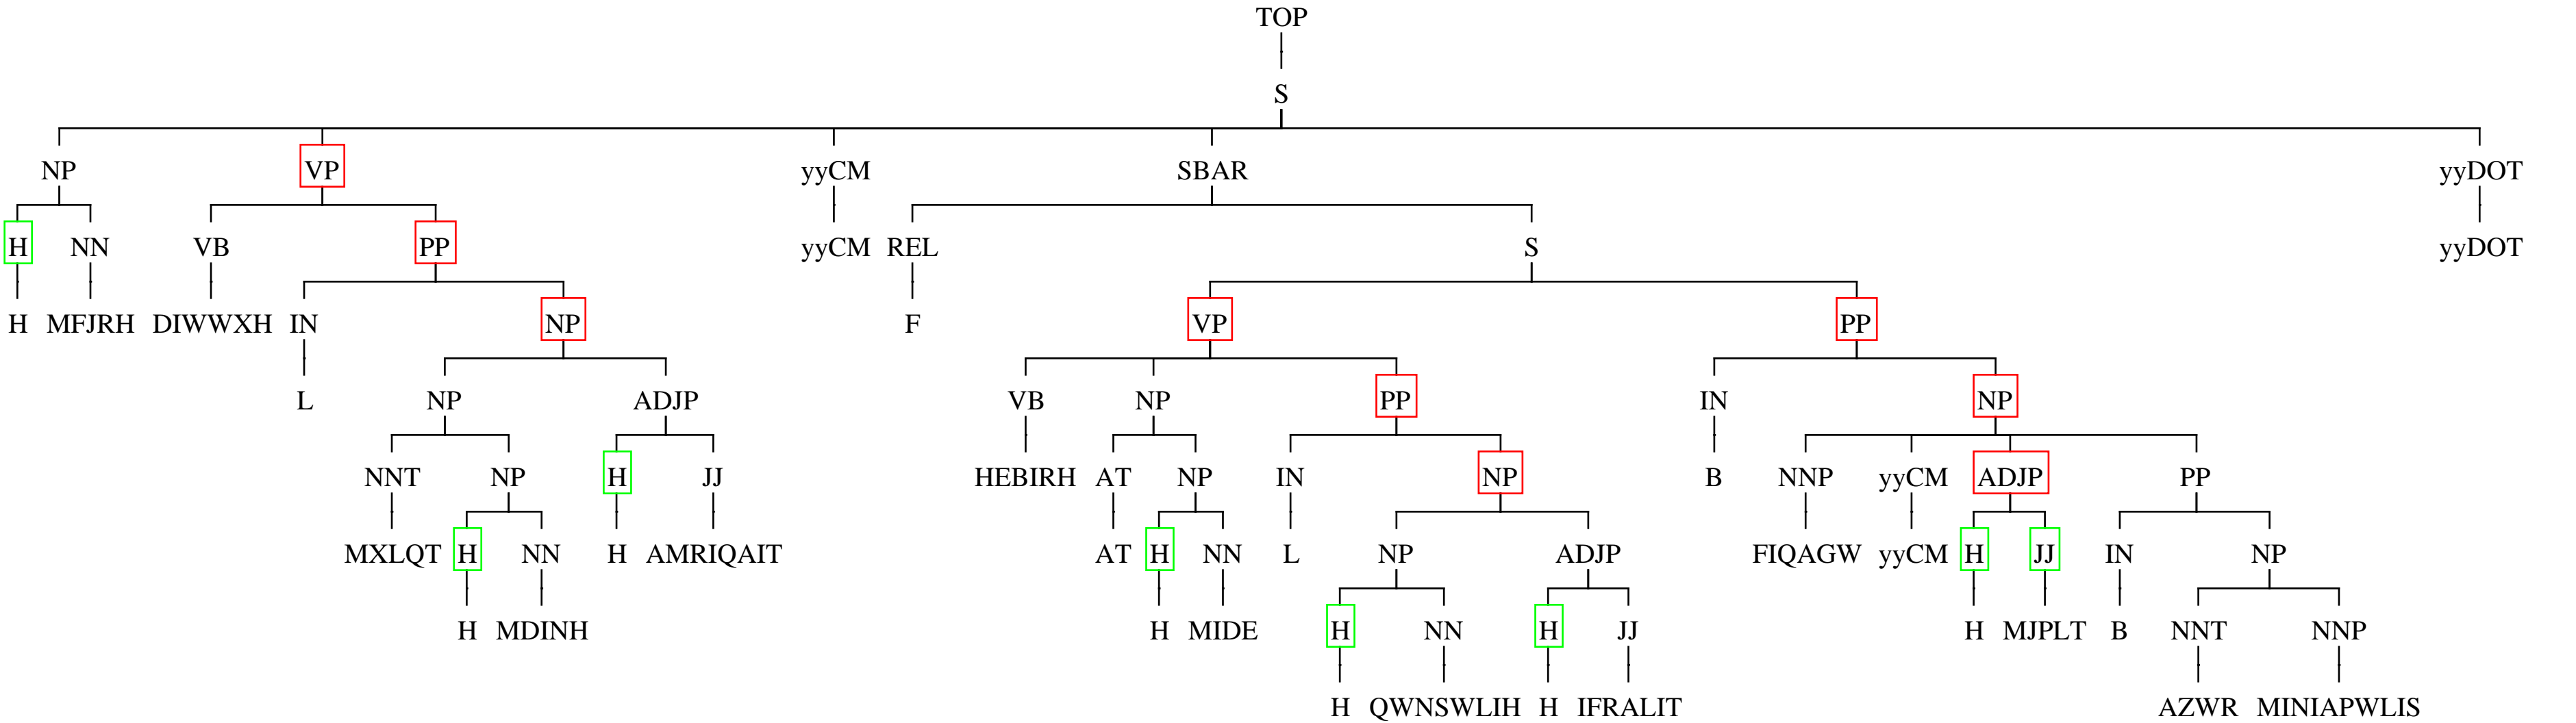 TOP
S
NP VP yyCM SBAR yyDOT
H NN VB PP yyCM REL S yyDOT
H MFJRH DIWWXH IN NP F VP PP
L NP ADJP VB NP PP IN NP
NNT NP H JJ HEBIRH AT NP IN NP B NNP yyCM ADJP PP
MXLQT H NN H AMRIQAIT AT H NN L NP ADJP FIQAGW yyCM H JJ IN NP
H MDINH H MIDE H NN H JJ H MJPLT B NNT NNP
H QWNSWLIH H IFRALIT AZWR MINIAPWLIS